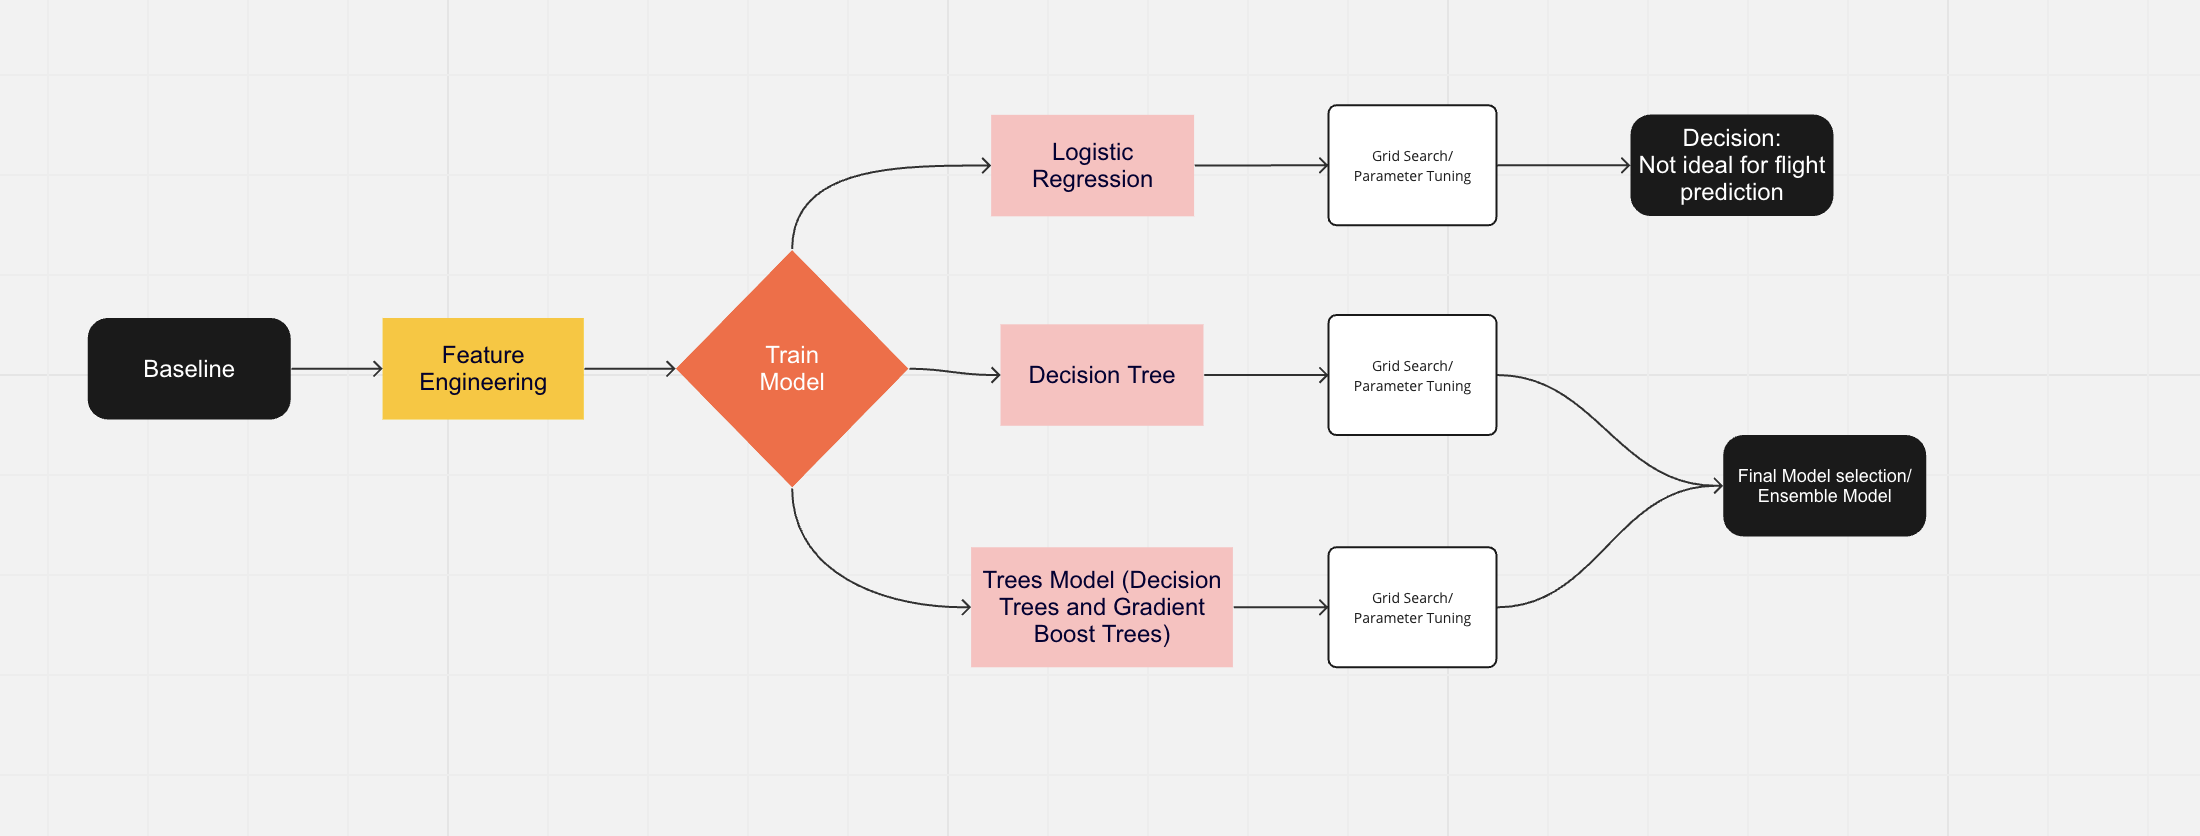 Baseline
Feature
Engineering
Train
Model
Logistic
Regression
Grid Search/
Parameter Tuning
Decision:
Not ideal for flight
prediction
Decision Tree
Grid Search/
Parameter Tuning
Trees Model (Decision
Trees and Gradient
Boost Trees)
Grid Search/
Parameter Tuning
Final Model selection/
Ensemble Model